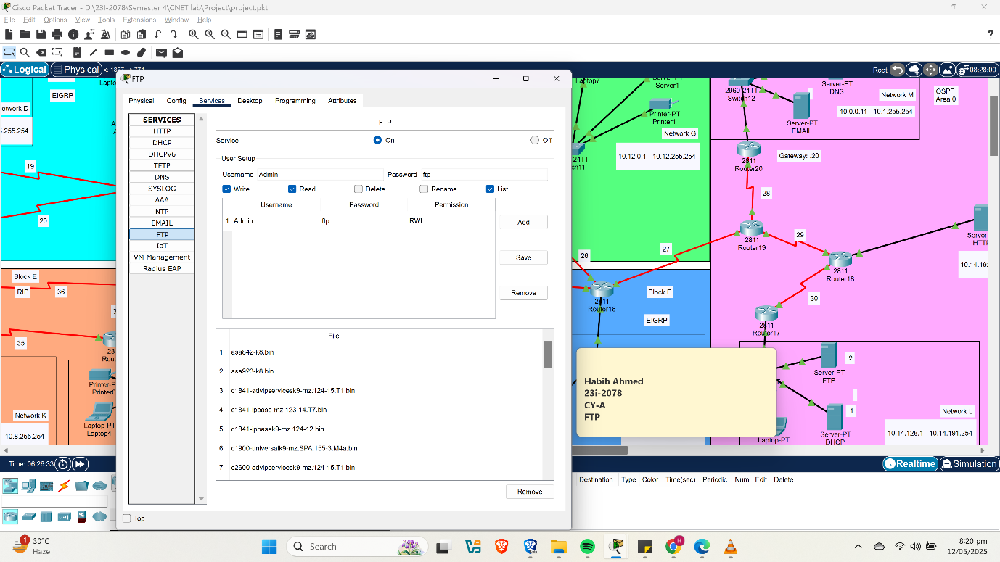 Cisco Packet Tracer - D:\23I-2078\Semester 4\CNET lab\Project\project.pkt
File Edit Options View Tools Extensions Window Help
Logical Physical x: 1857, y: 771
Root 08:28:00
EIGRP
Network D
.255.254
19
20
Block E
RIP
36
35
Printer-P
Printer0
Laptop-PT
Laptop4
Network K
- 10.8.255.254
FTP
Physical Config Services Desktop Programming Attributes
SERVICES
HTTP
DHCP
DHCPv6
TFTP
DNS
SYSLOG
AAA
NTP
EMAIL
FTP
IoT
VM Management
Radius EAP
FTP
Service On Off
User Setup
Username Admin Password ftp
Write Read Delete Rename List
Username Password Permission
1 Admin ftp RWL
Add
Save
Remove
File
1 asa842-k8.bin
2 asa923-k8.bin
3 c1841-advipservicesk9-mz.124-15.T1.bin
4 c1841-ipbase-mz.123-14.T7.bin
5 c1841-ipbasek9-mz.124-12.bin
6 c1900-universalk9-mz.SPA.155-3.M4a.bin
7 c2600-advipservicesk9-mz.124-15.T1.bin
Remove
Top
Laptop7
Server1
Printer-PT
Printer1
Network G
10.12.0.1 - 10.12.255.254
-24TT
ch11
26
27
2811
Router16
Block F
EIGRP
2960-24TT
Switch12
Server-PT
DNS
Network M
OSPF
Area 0
10.0.0.11 - 10.1.255.254
Server-PT
EMAIL
2811
Router20
Gateway: .20
28
2811
Router19
29
2811
Router18
Server-
HTTP
10.14.192
30
2811
Router17
Server-PT
FTP
.2
Server-PT
DHCP
.1
Network L
10.14.128.1 - 10.14.191.254
Laptop-PT
Habib Ahmed
23i-2078
CY-A
FTP
Time: 06:26:33
Realtime Simulation
Destination Type Color Time(sec) Periodic Num Edit Delete
1
30°C
Haze
Search
8:20 pm
12/05/2025